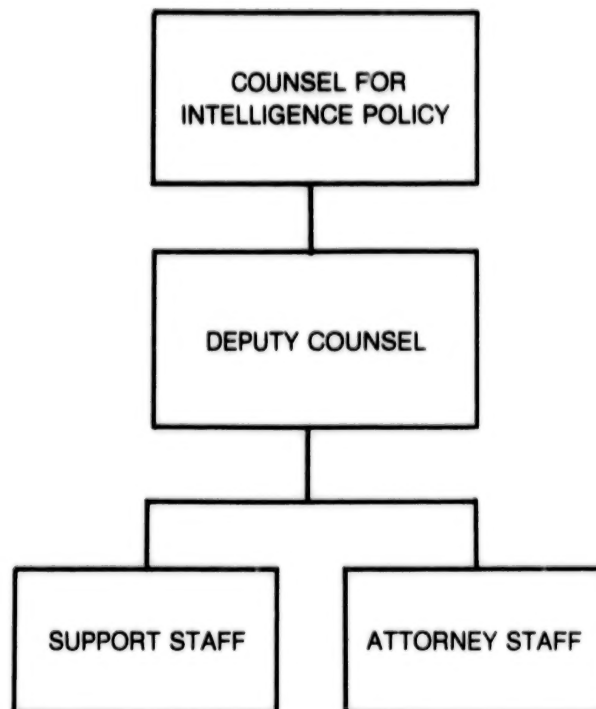 COUNSEL FOR
INTELLIGENCE POLICY
DEPUTY COUNSEL
SUPPORT STAFF
ATTORNEY STAFF